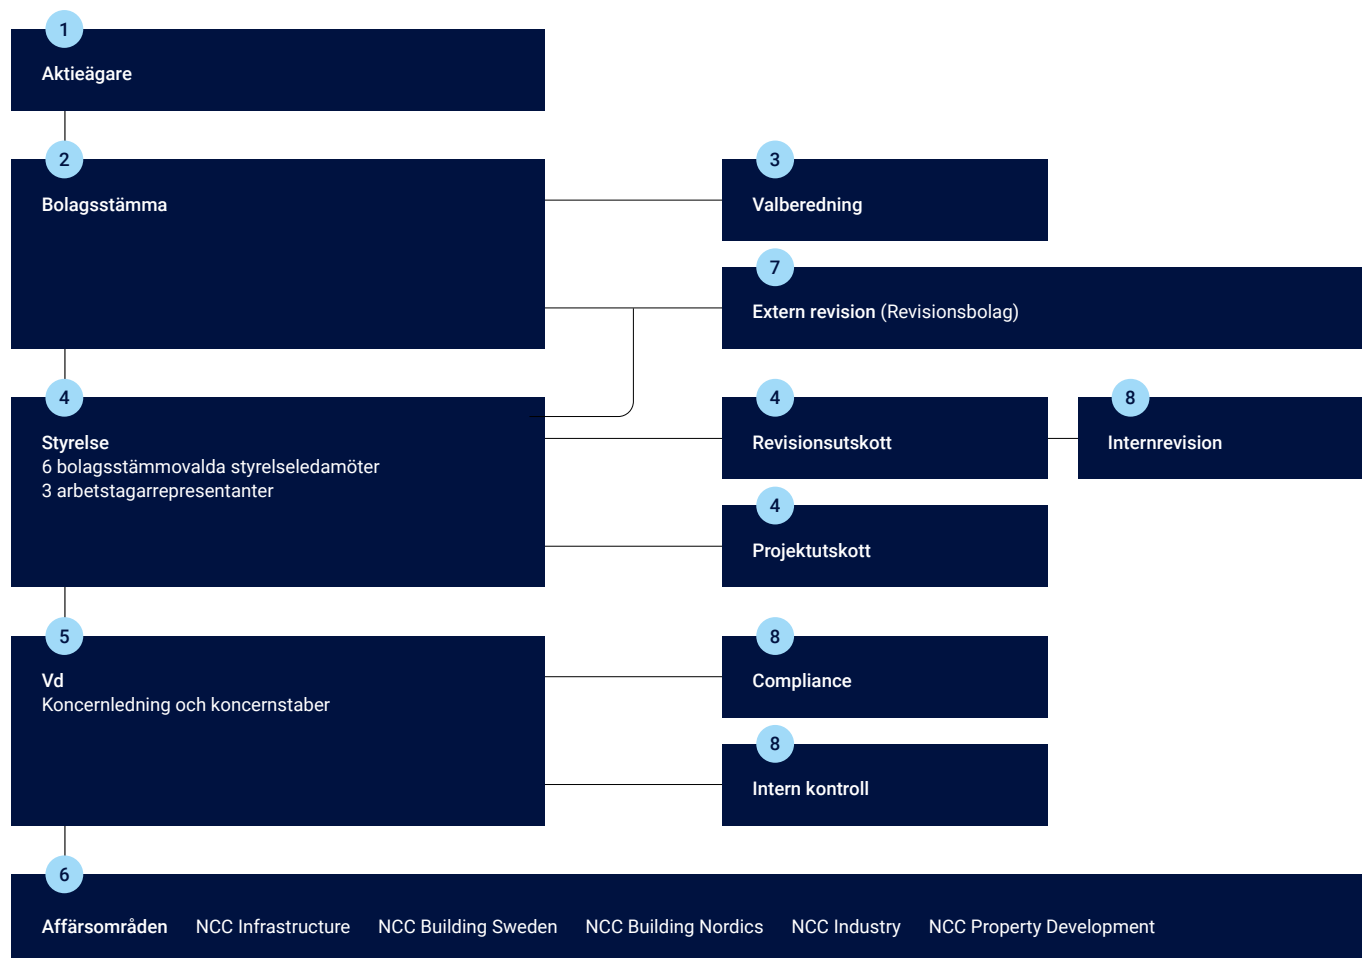 1
Aktieägare
2
Bolagsstämma
3
Valberedning
7
Extern revision (Revisionsbolag)
4
Styrelse
6 bolagsstämmovalda styrelseledamöter
3 arbetstagarrepresentanter
4
Revisionsutskott
8
Internrevision
4
Projektutskott
5
Vd
Koncernledning och koncernstaber
8
Compliance
8
Intern kontroll
6
Affärsområden NCC Infrastructure NCC Building Sweden NCC Building Nordics NCC Industry NCC Property Development